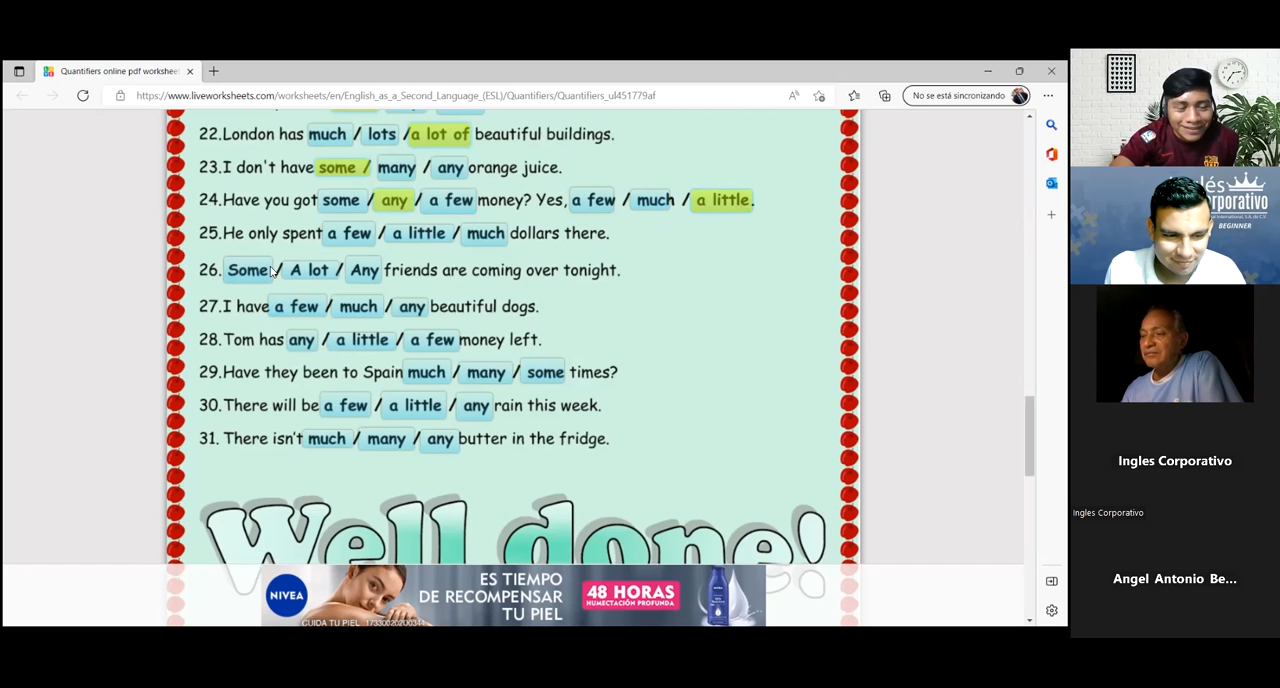 Quantifiers online pdf workshee
https://www.liveworksheets.com/worksheets/en/English_as_a_Second_Language_(ESL)/Quantifiers/Quantifiers_ul451779af
No se está sincronizando
22.London has much / lots / a lot of beautiful buildings.
23.I don't have some / many / any orange juice.
24.Have you got some / any / a few money? Yes, a few / much / a little.
25.He only spent a few / a little / much dollars there.
26. Some / A lot / Any friends are coming over tonight.
27.I have a few / much / any beautiful dogs.
28.Tom has any / a little / a few money left.
29.Have they been to Spain much / many / some times?
30.There will be a few / a little / any rain this week.
31. There isn't much / many / any butter in the fridge.
Well done!
NIVEA
ES TIEMPO
DE RECOMPENSAR
TU PIEL
48 HORAS
HUMECTACIÓN PROFUNDA
CUIDA TU PIEL 1733002020D0344
BEGINNER
Ingles Corporativo
Ingles Corporativo
Angel Antonio Be...